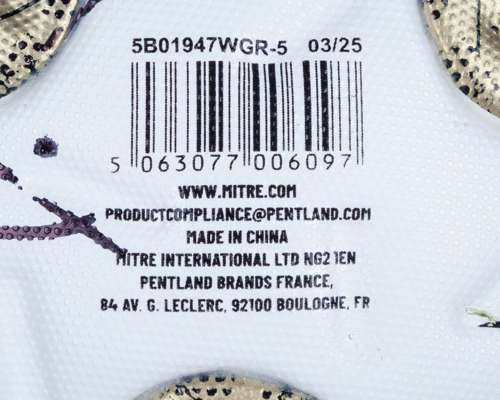 5B01947WGR-5 03/25
5 063077 006097
WWW.MITRE.COM
PRODUCTCOMPLIANCE@PENTLAND.COM
MADE IN CHINA
MITRE INTERNATIONAL LTD NG2 1EN
PENTLAND BRANDS FRANCE,
84 AV. G. LECLERC, 92100 BOULOGNE, FR